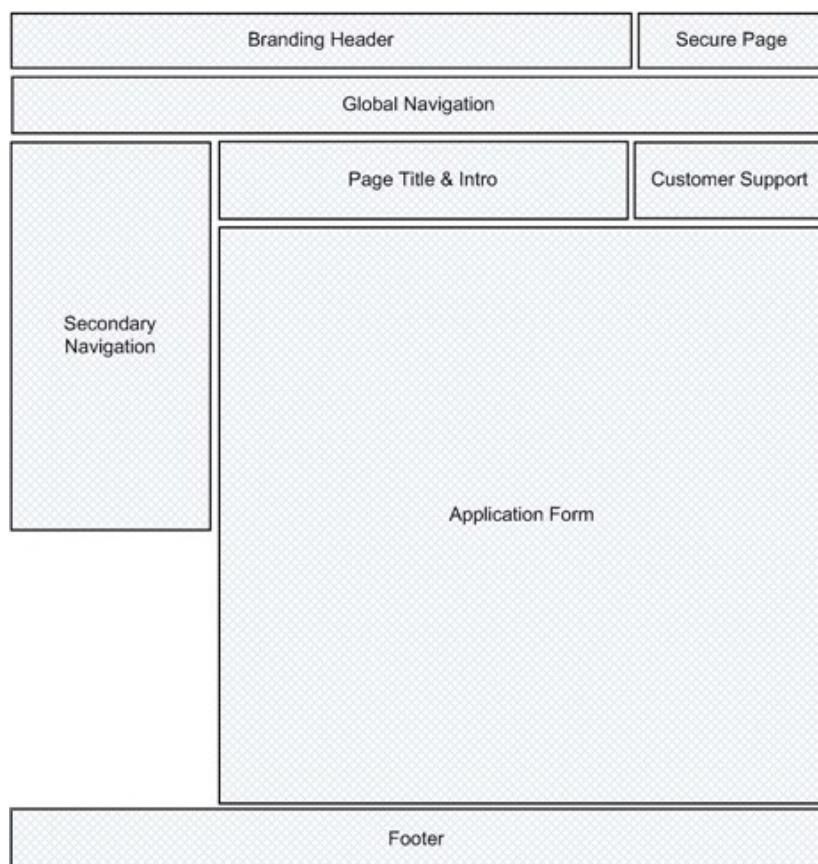 Branding Header
Secure Page
Global Navigation
Page Title & Intro
Customer Support
Secondary
Navigation
Application Form
Footer